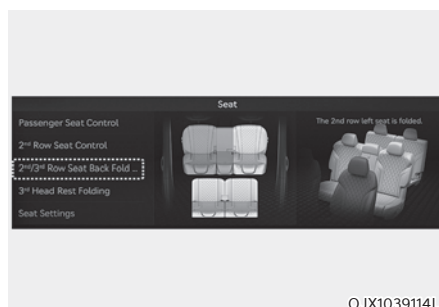 Seat
Passenger Seat Control
2nd Row Seat Control
2nd/3rd Row Seat Back Fold ...
3rd Head Rest Folding
Seat Settings
The 2nd row left seat is folded.
OJX1039114L